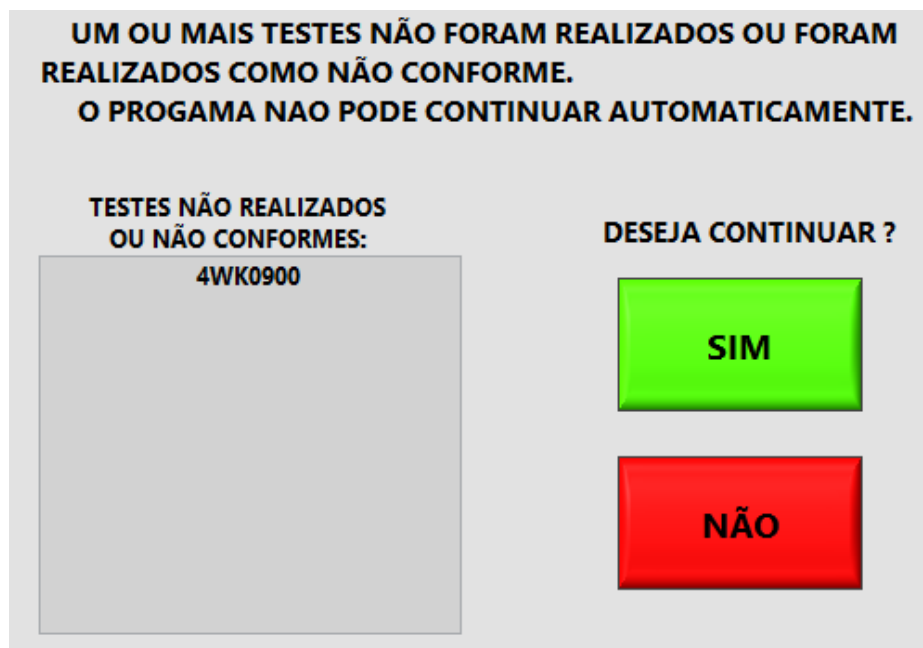 UM OU MAIS TESTES NÃO FORAM REALIZADOS OU FORAM
REALIZADOS COMO NÃO CONFORME.
O PROGAMA NAO PODE CONTINUAR AUTOMATICAMENTE.
TESTES NÃO REALIZADOS
OU NÃO CONFORMES:
4WK0900
DESEJA CONTINUAR ?
SIM
NÃO